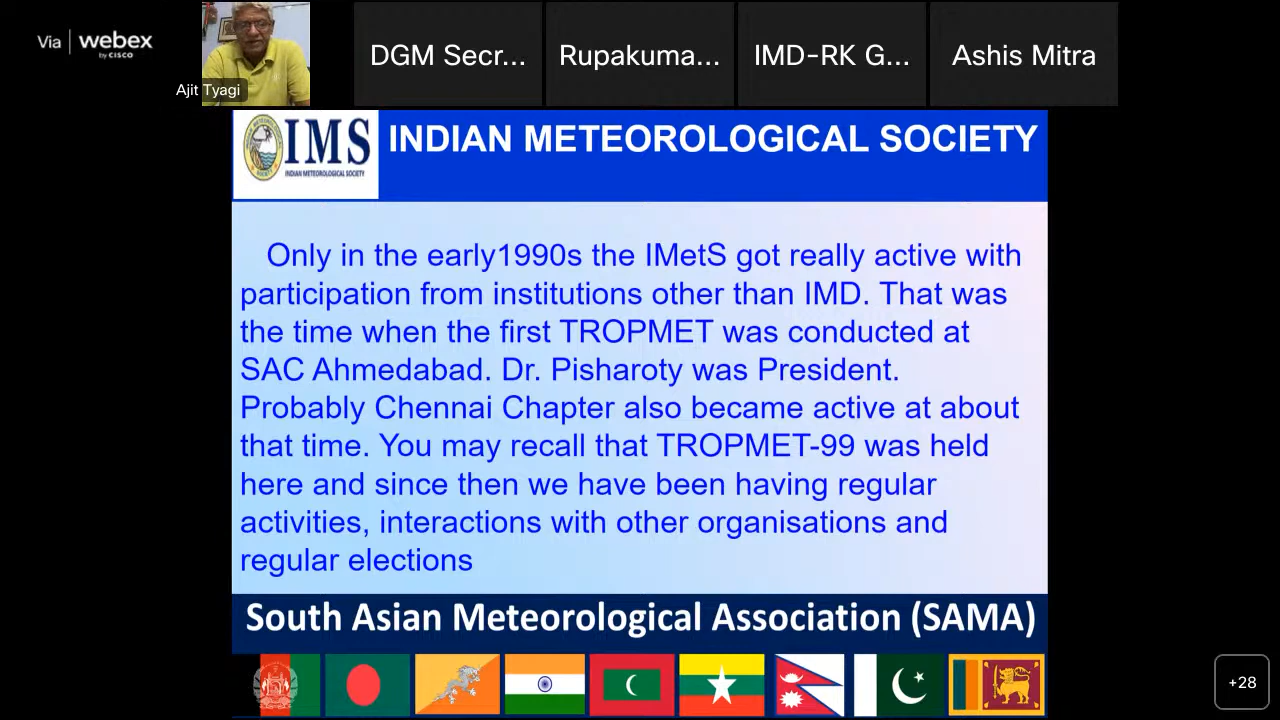 Via webex
by CISCO
Ajit Tyagi
DGM Secr...
Rupakuma...
IMD-RK G...
Ashis Mitra
IMS
INDIAN METEOROLOGICAL SOCIETY
INDIAN METEOROLOGICAL SOCIETY
Only in the early1990s the IMetS got really active with
participation from institutions other than IMD. That was
the time when the first TROPMET was conducted at
SAC Ahmedabad. Dr. Pisharoty was President.
Probably Chennai Chapter also became active at about
that time. You may recall that TROPMET-99 was held
here and since then we have been having regular
activities, interactions with other organisations and
regular elections
South Asian Meteorological Association (SAMA)
+28